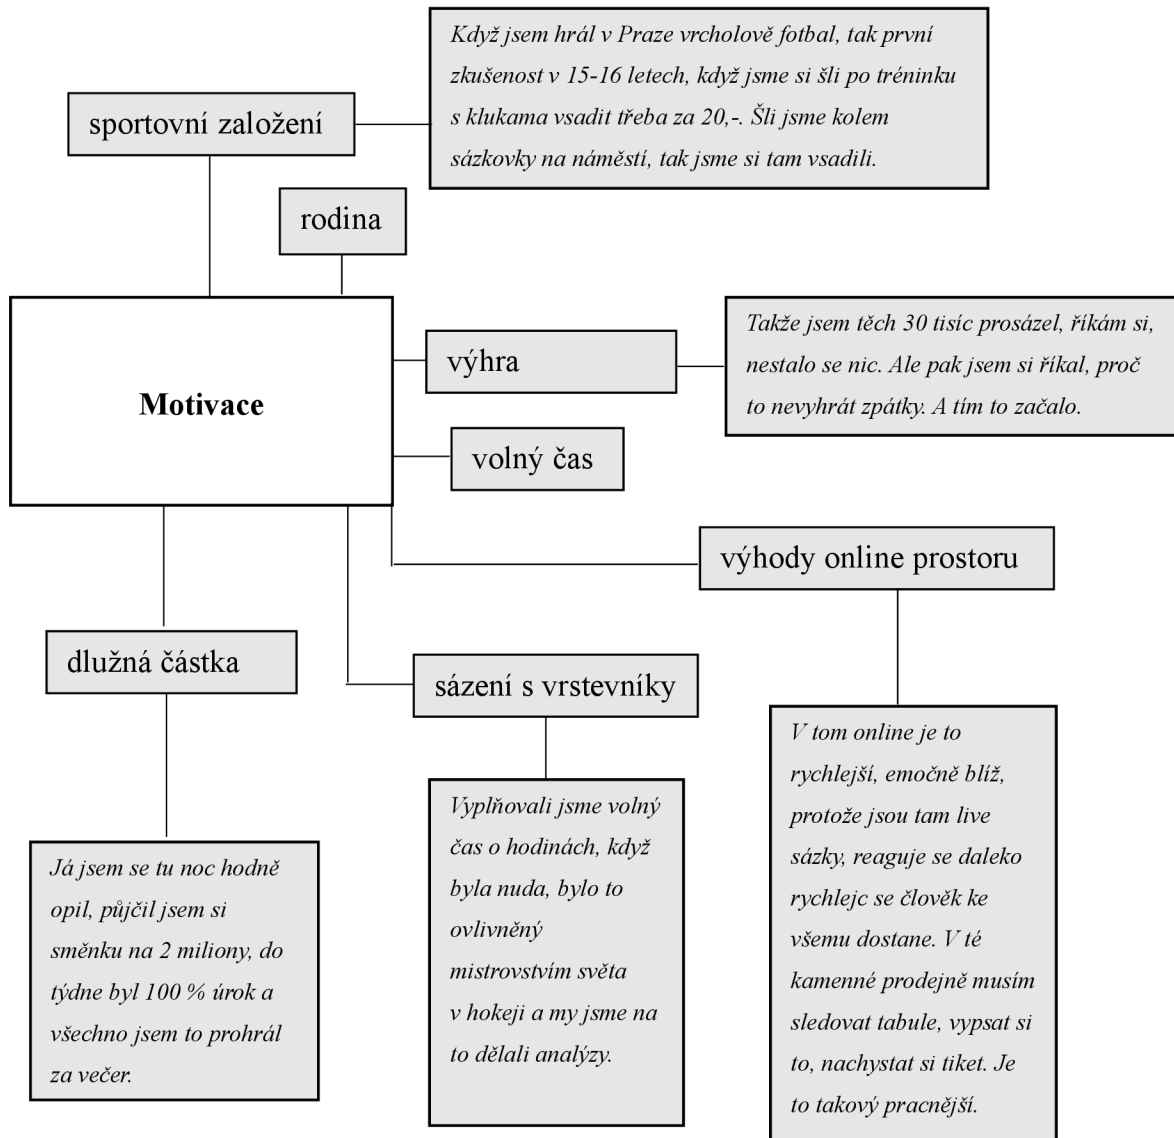 Když jsem hrál v Praze vrcholově fotbal, tak první
zkušenost v 15-16 letech, když jsme si šli po tréninku
s klukama vsadit třeba za 20,-. Šli jsme kolem
sázkovky na náměstí, tak jsme si tam vsadili.
sportovní založení
rodina
Motivace
výhra
Takže jsem těch 30 tisíc prosázel, říkám si,
nestalo se nic. Ale pak jsem si říkal, proč
to nevyhrát zpátky. A tím to začalo.
volný čas
výhody online prostoru
dlužná částka
sázení s vrstevníky
Já jsem se tu noc hodně
opil, půjčil jsem si
směnku na 2 miliony, do
týdne byl 100 % úrok a
všechno jsem to prohrál
za večer.
Vyplňovali jsme volný
čas o hodinách, když
byla nuda, bylo to
ovlivněný
mistrovstvím světa
v hokeji a my jsme na
to dělali analýzy.
V tom online je to
rychlejší, emočně blíž,
protože jsou tam live
sázky, reaguje se daleko
rychlejc se člověk ke
všemu dostane. V té
kamenné prodejně musím
sledovat tabule, vypsat si
to, nachystat si tiket. Je
to takový pracnější.